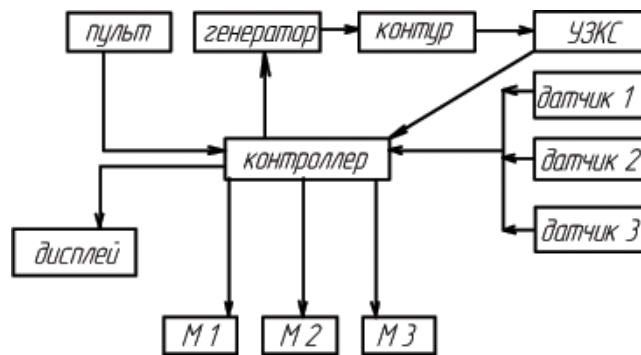 пульт
генератор
контур
УЗКС
датчик 1
контроллер
датчик 2
датчик 3
дисплей
М 1
М 2
М 3